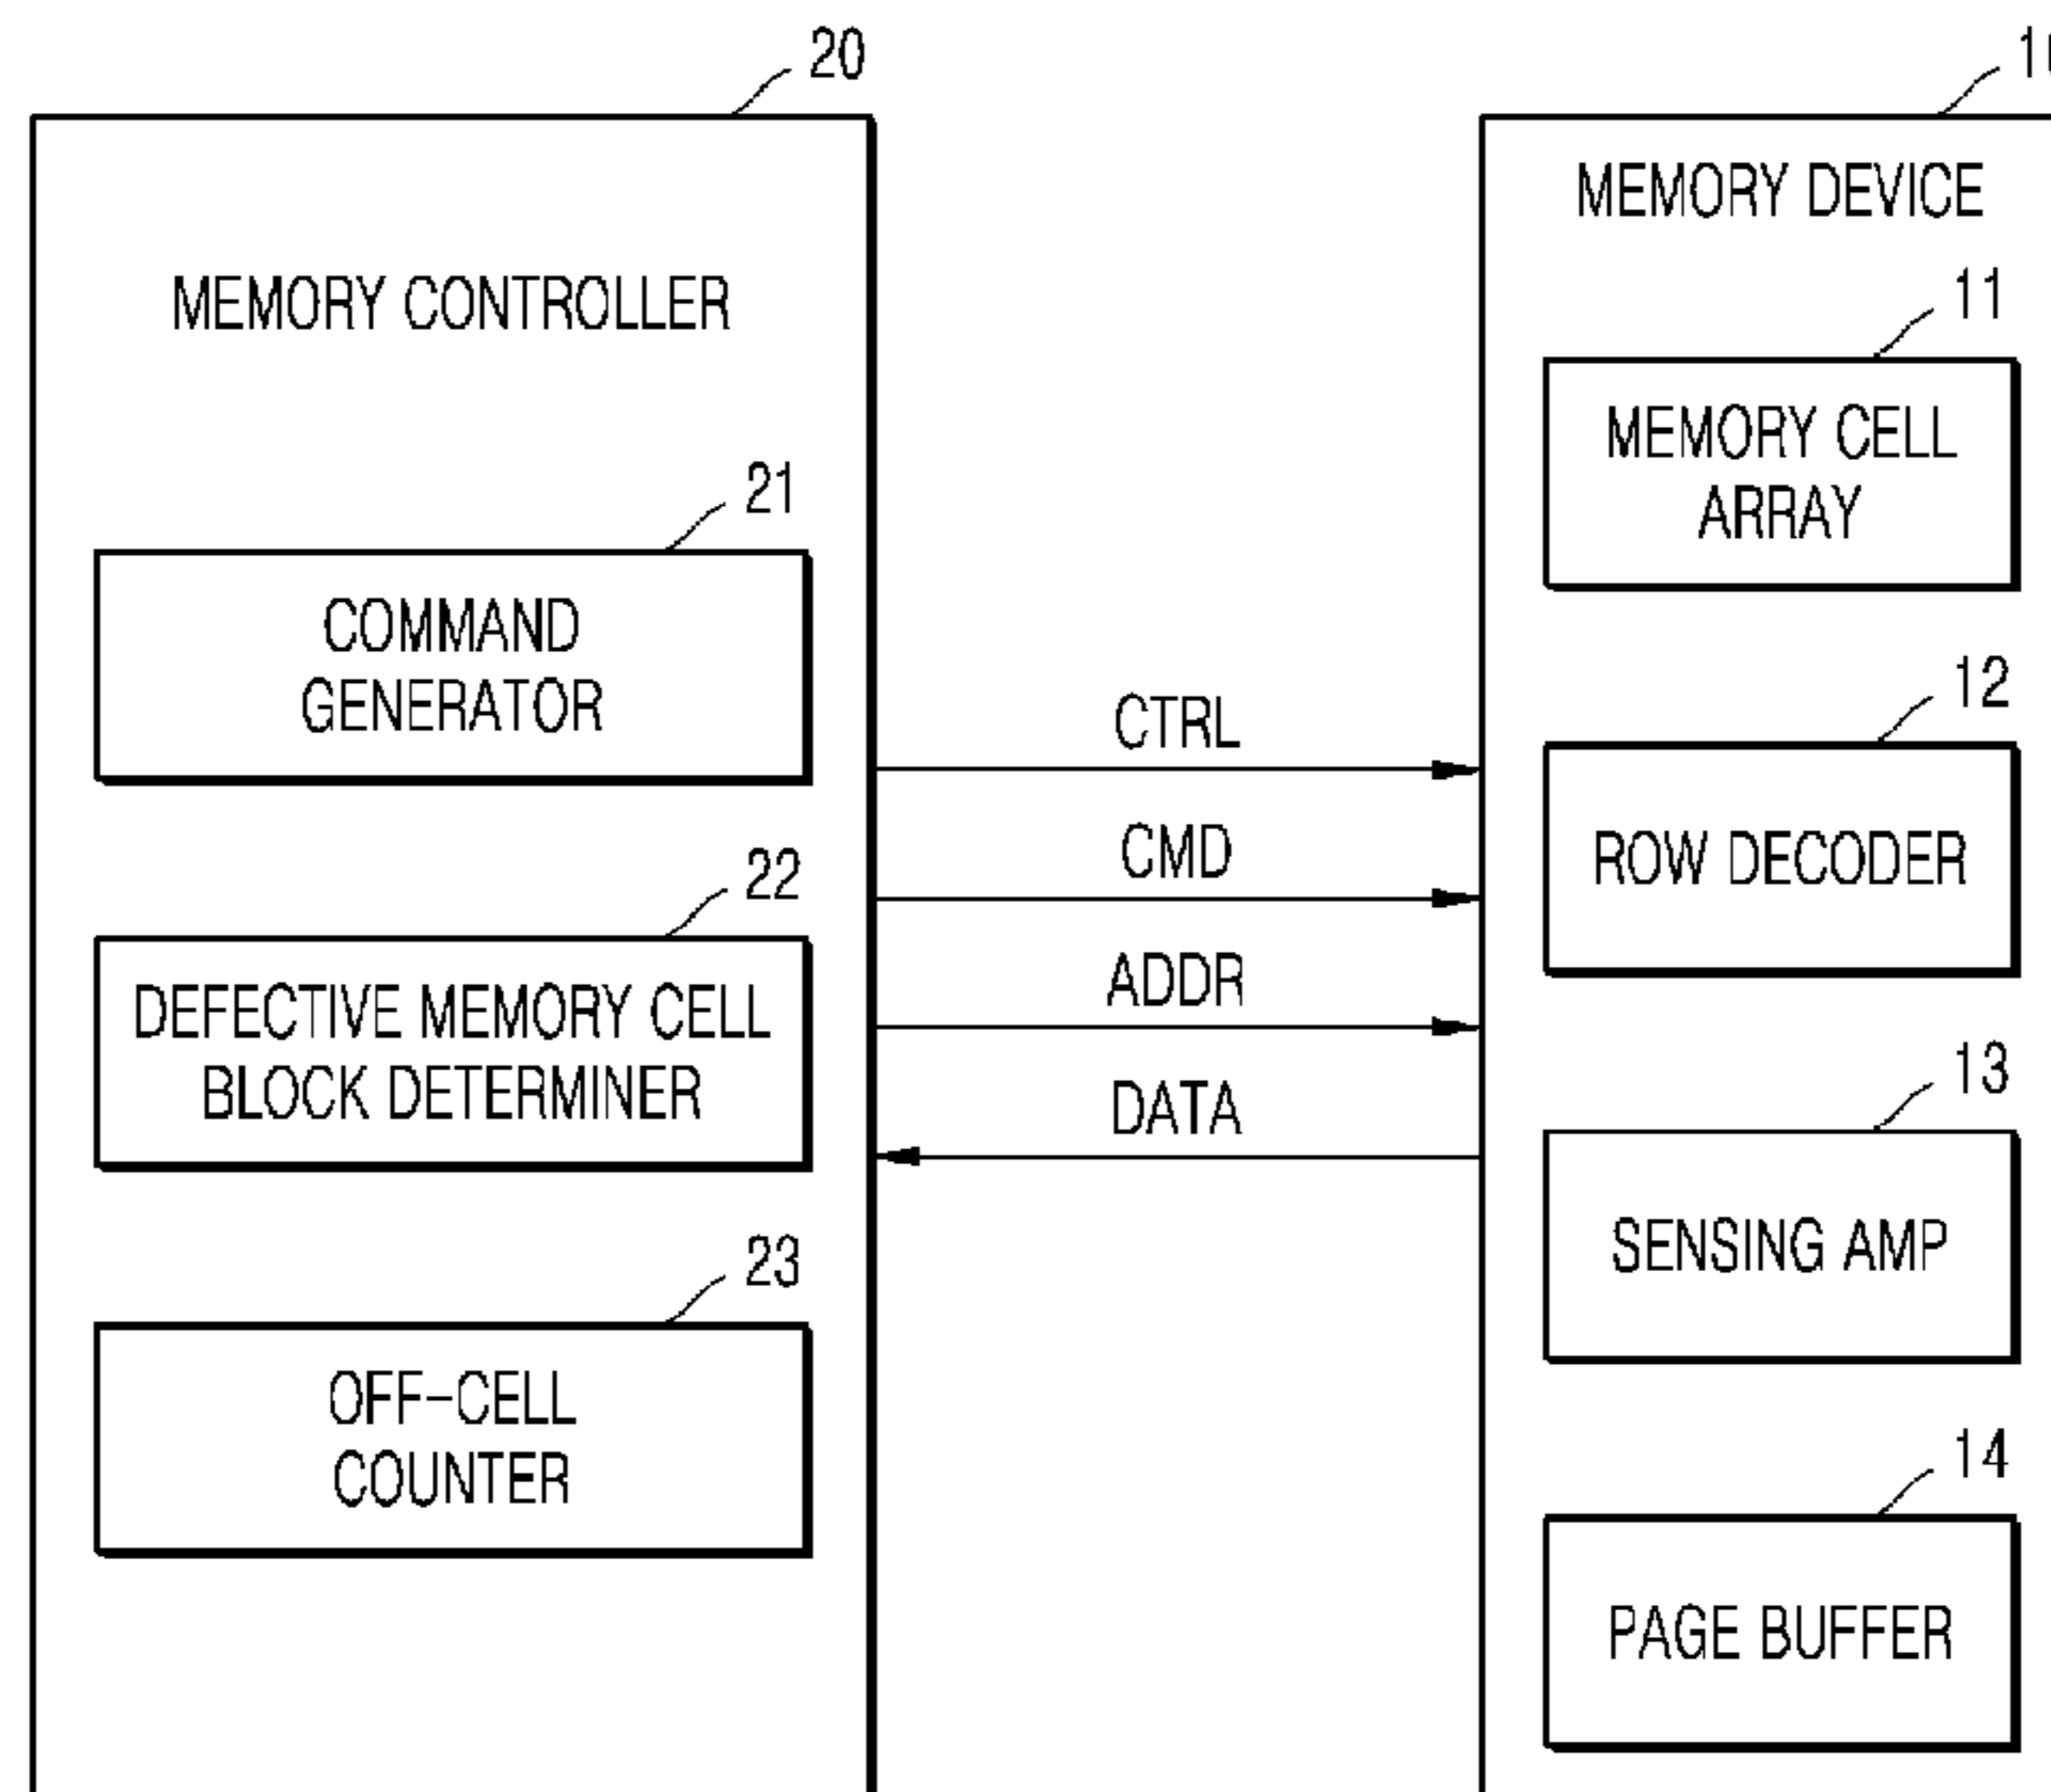 20
MEMORY CONTROLLER
21
COMMAND
GENERATOR
22
DEFECTIVE MEMORY CELL
BLOCK DETERMINER
23
OFF-CELL
COUNTER
CTRL
CMD
ADDR
DATA
MEMORY DEVICE
11
MEMORY CELL
ARRAY
12
ROW DECODER
13
SENSING AMP
14
PAGE BUFFER